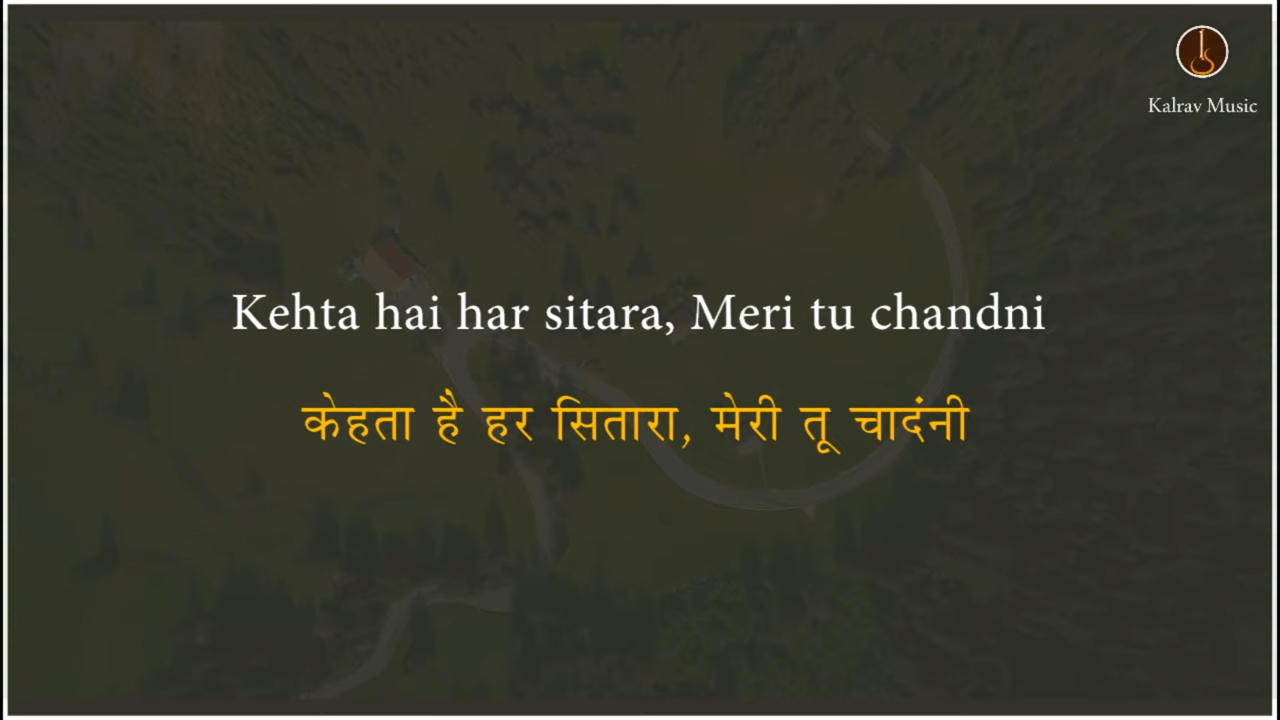 Kalrav Music
Kehta hai har sitara, Meri tu chandni
केहता है हर सितारा, मेरी तू चादंनी